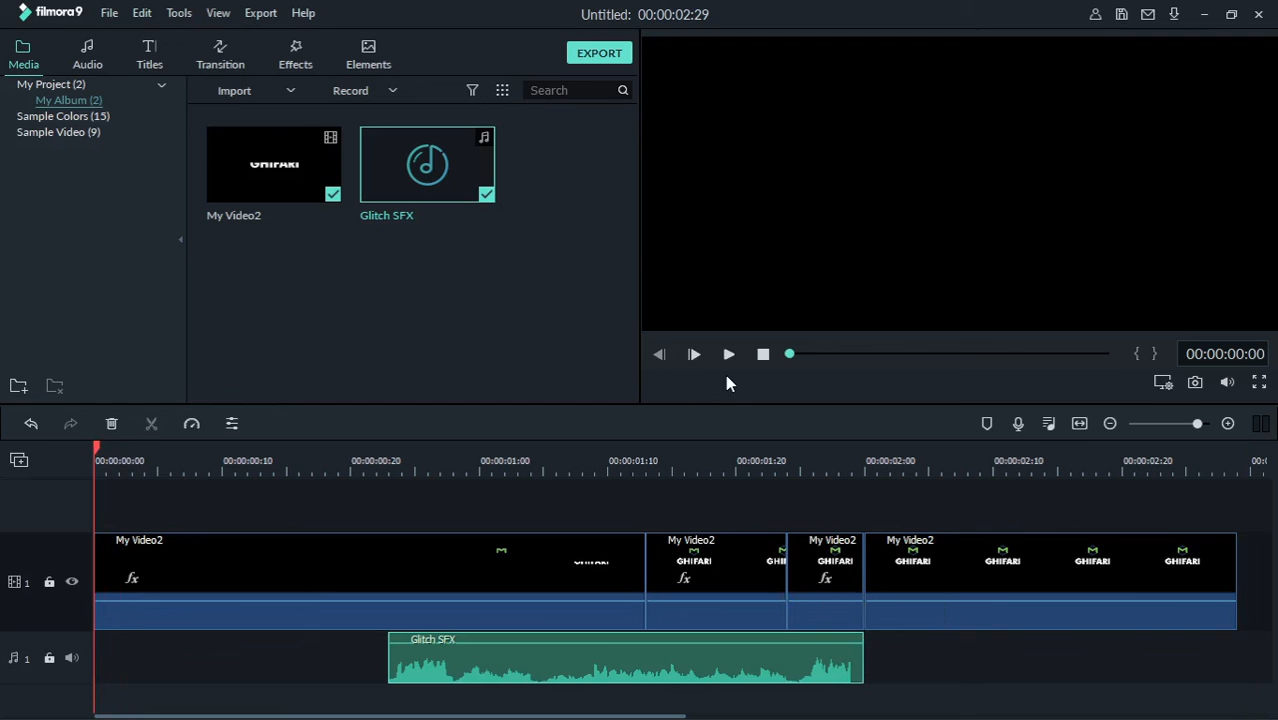 filmora9 File Edit Tools View Export Help Untitled: 00:00:02:29
Media Audio Titles Transition Effects Elements EXPORT
My Project (2)
My Album (2)
Sample Colors (15)
Sample Video (9)
Import Record Search
GHIFARI
My Video2 Glitch SFX
00:00:00:00
00:00:00:00 00:00:00:10 00:00:00:20 00:00:01:00 00:00:01:10 00:00:01:20 00:00:02:00 00:00:02:10 00:00:02:20
My Video2 My Video2 My Video2 My Video2
GHIFARI GHIFARI GHIFARI GHIFARI GHIFARI GHIFARI
fx fx fx
1
Glitch SFX
1